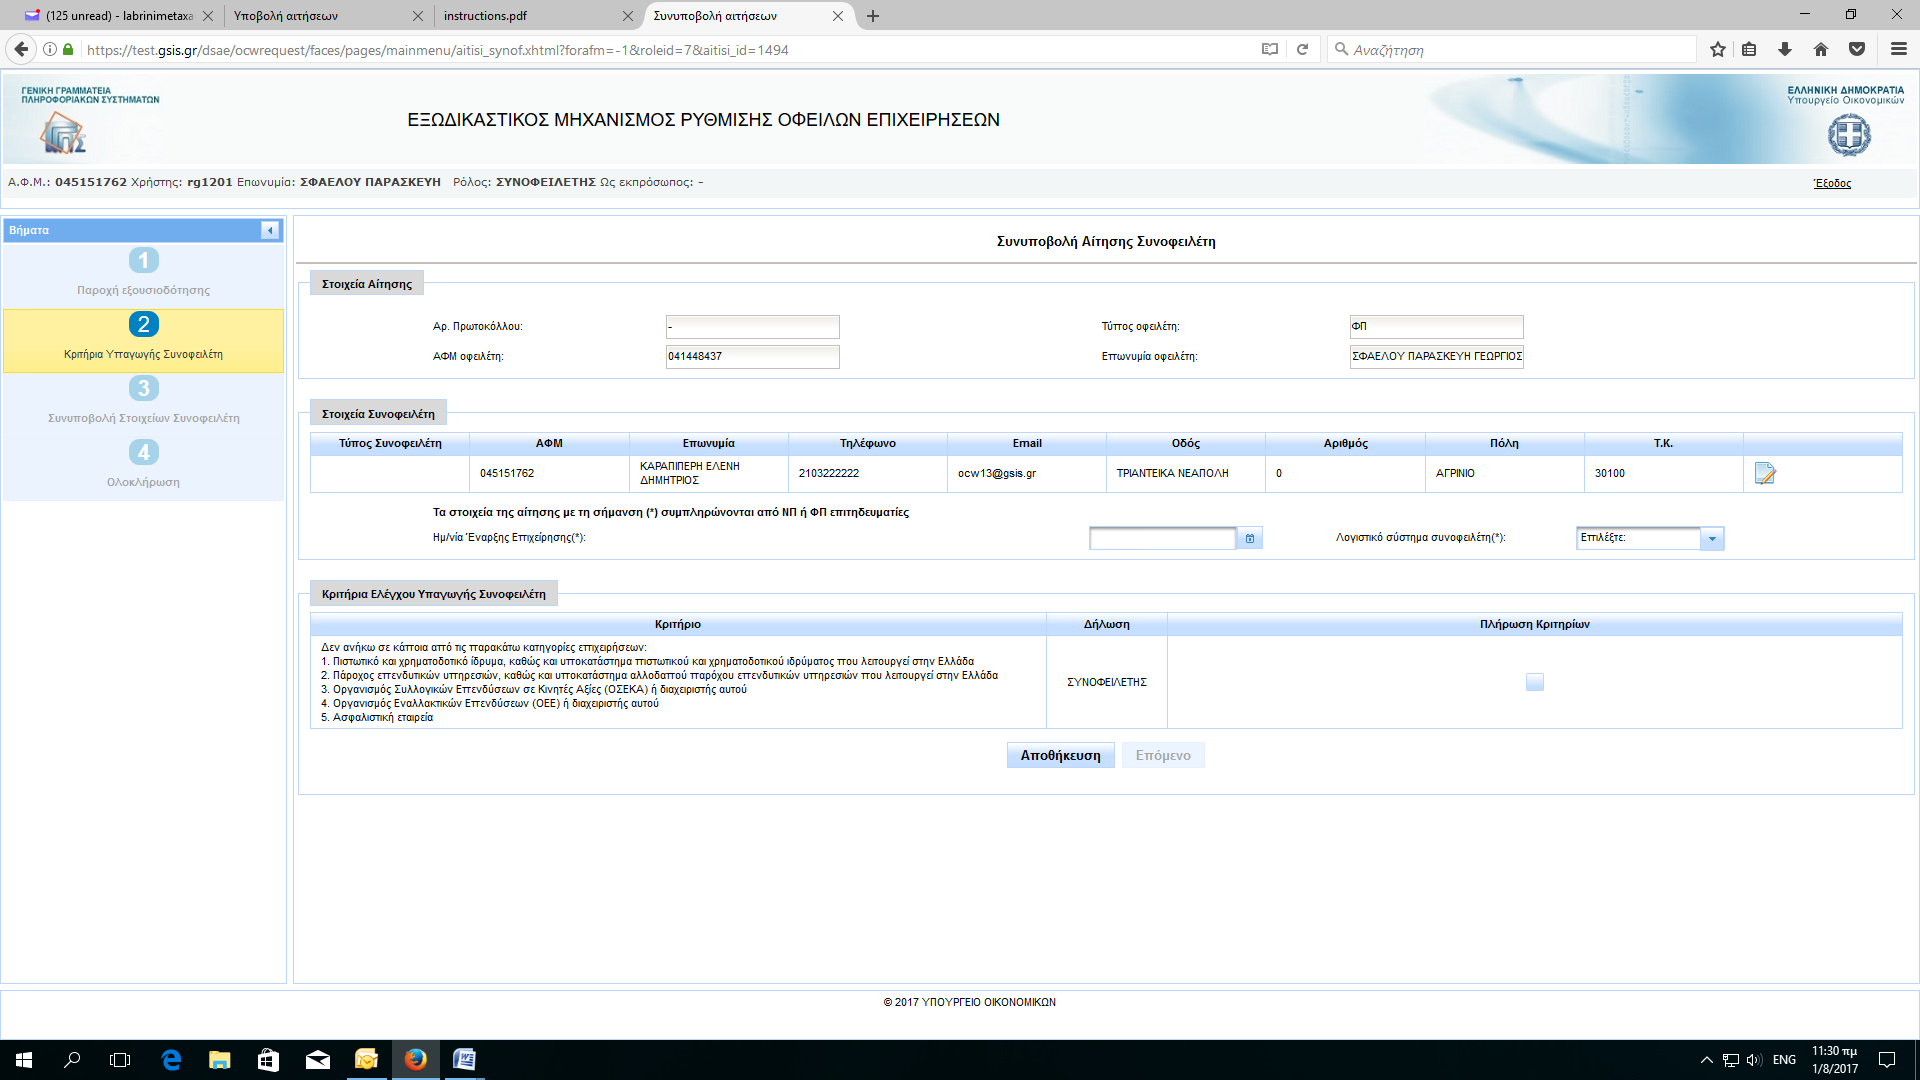 (125 unread) - labrinimetaxa
Υποβολή αιτήσεων
instructions.pdf
Συνυποβολή αιτήσεων
https://test.gsis.gr/dsae/ocwrequest/faces/pages/mainmenu/aitisi_synof.xhtml?forafm=-1&roleid=7&aitisi_id=1494
Αναζήτηση
ΓΕΝΙΚΗ ΓΡΑΜΜΑΤΕΙΑ
ΠΛΗΡΟΦΟΡΙΑΚΩΝ ΣΥΣΤΗΜΑΤΩΝ
ΕΞΩΔΙΚΑΣΤΙΚΟΣ ΜΗΧΑΝΙΣΜΟΣ ΡΥΘΜΙΣΗΣ ΟΦΕΙΛΩΝ ΕΠΙΧΕΙΡΗΣΕΩΝ
ΕΛΛΗΝΙΚΗ ΔΗΜΟΚΡΑΤΙΑ
Υπουργείο Οικονομικών
Α.Φ.Μ.: 045151762 Χρήστης: rg1201 Επωνυμία: ΣΦΑΕΛΟΥ ΠΑΡΑΣΚΕΥΗ Ρόλος: ΣΥΝΟΦΕΙΛΕΤΗΣ Ως εκπρόσωπος: -
Έξοδος
Βήματα
1
Παροχή εξουσιοδότησης
2
Κριτήρια Υπαγωγής Συνοφειλέτη
3
Συνυποβολή Στοιχείων Συνοφειλέτη
4
Ολοκλήρωση
Συνυποβολή Αίτησης Συνοφειλέτη
Στοιχεία Αίτησης
Αρ. Πρωτοκόλλου: - Τύπος οφειλέτη: ΦΠ
ΑΦΜ οφειλέτη: 041448437 Επωνυμία οφειλέτη: ΣΦΑΕΛΟΥ ΠΑΡΑΣΚΕΥΗ ΓΕΩΡΓΙΟΣ
Στοιχεία Συνοφειλέτη
Τύπος Συνοφειλέτη ΑΦΜ Επωνυμία Τηλέφωνο Email Οδός Αριθμός Πόλη Τ.Κ.
045151762 ΚΑΡΑΠΙΠΕΡΗ ΕΛΕΝΗ ΔΗΜΗΤΡΙΟΣ 2103222222 ocw13@gsis.gr ΤΡΙΑΝΤΕΙΚΑ ΝΕΑΠΟΛΗ 0 ΑΓΡΙΝΙΟ 30100
Τα στοιχεία της αίτησης με τη σήμανση (*) συμπληρώνονται από ΝΠ ή ΦΠ επιτηδευματίες
Ημ/νία Έναρξης Επιχείρησης(*): Λογιστικό σύστημα συνοφειλέτη(*): Επιλέξτε:
Κριτήρια Ελέγχου Υπαγωγής Συνοφειλέτη
Κριτήριο Δήλωση Πλήρωση Κριτηρίων
Δεν ανήκω σε κάποια από τις παρακάτω κατηγορίες επιχειρήσεων:
1. Πιστωτικό και χρηματοδοτικό ίδρυμα, καθώς και υποκατάστημα πιστωτικού και χρηματοδοτικού ιδρύματος που λειτουργεί στην Ελλάδα
2. Πάροχος επενδυτικών υπηρεσιών, καθώς και υποκατάστημα αλλοδαπού παρόχου επενδυτικών υπηρεσιών που λειτουργεί στην Ελλάδα
3. Οργανισμός Συλλογικών Επενδύσεων σε Κινητές Αξίες (ΟΣΕΚΑ) ή διαχειριστής αυτού
4. Οργανισμός Εναλλακτικών Επενδύσεων (ΟΕΕ) ή διαχειριστής αυτού
5. Ασφαλιστική εταιρεία
ΣΥΝΟΦΕΙΛΕΤΗΣ
Αποθήκευση Επόμενο
© 2017 ΥΠΟΥΡΓΕΙΟ ΟΙΚΟΝΟΜΙΚΩΝ
ENG
11:30 πμ
1/8/2017